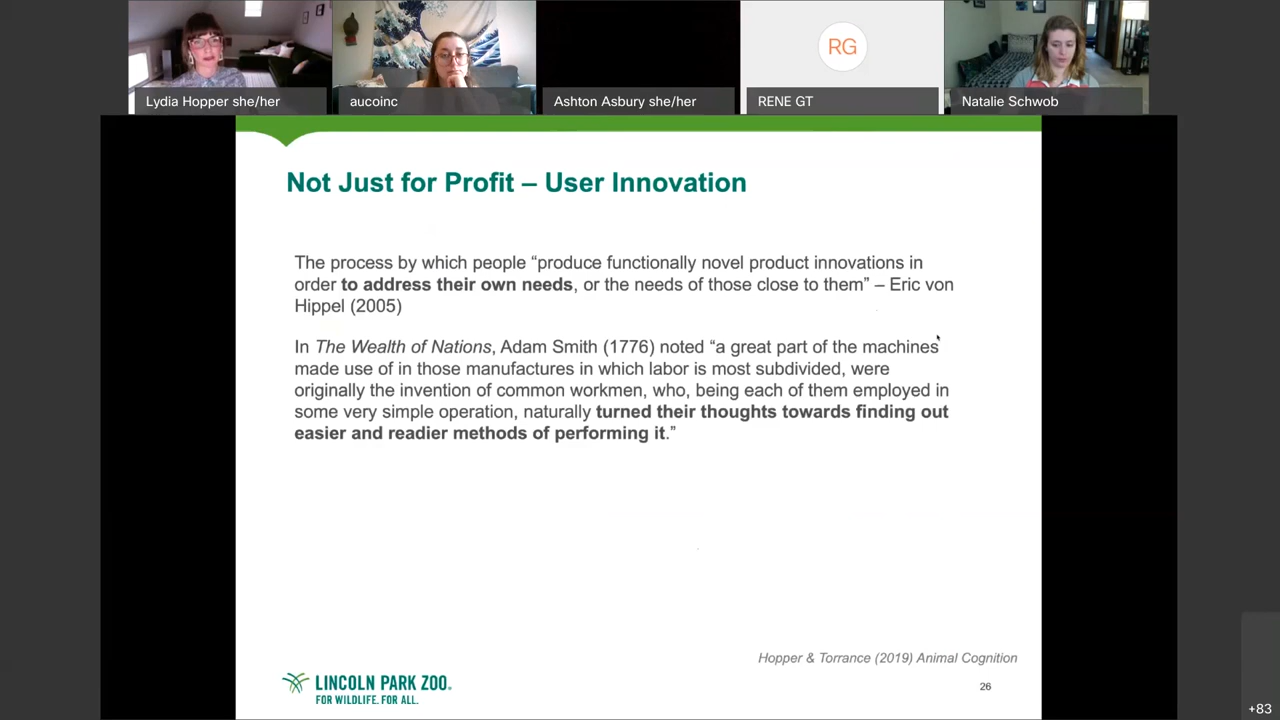 RG
Lydia Hopper she/her
aucoinc
Ashton Asbury she/her
RENE GT
Natalie Schwob
Not Just for Profit – User Innovation
The process by which people “produce functionally novel product innovations in
order to address their own needs, or the needs of those close to them” – Eric von
Hippel (2005)
In The Wealth of Nations, Adam Smith (1776) noted “a great part of the machines
made use of in those manufactures in which labor is most subdivided, were
originally the invention of common workmen, who, being each of them employed in
some very simple operation, naturally turned their thoughts towards finding out
easier and readier methods of performing it.”
Hopper & Torrance (2019) Animal Cognition
LINCOLN PARK ZOO.
FOR WILDLIFE. FOR ALL.
26
+83